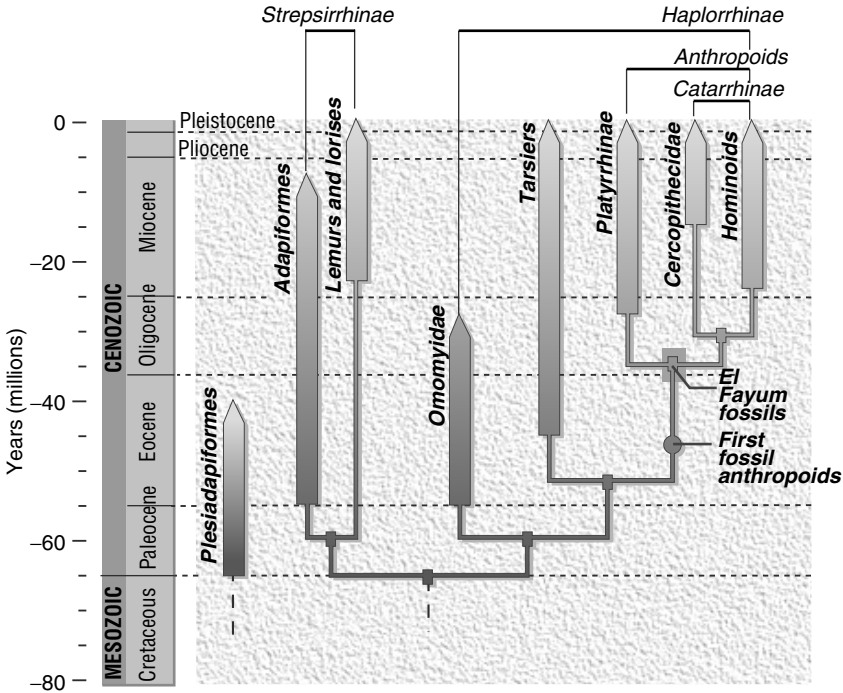 Strepsirrhinae
Haplorrhinae
Anthropoids
Catarrhinae
Years (millions)
0
–20
–40
–60
–80
CENOZOIC
MESOZOIC
Pleistocene
Pliocene
Miocene
Oligocene
Eocene
Paleocene
Cretaceous
Plesiadapiformes
Adapiformes
Lemurs and lorises
Omomyidae
Tarsiers
Platyrrhinae
Cercopithecidae
Hominoids
El
Fayum
fossils
First
fossil
anthropoids